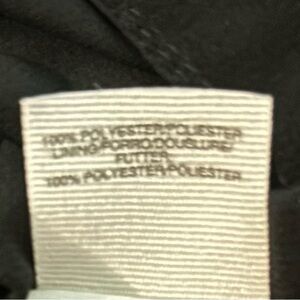 100% POLYESTER/POLIESTER
LINING/FORRO/DOUBLURE/
FUTTER:
100% POLYESTER/POLIESTER